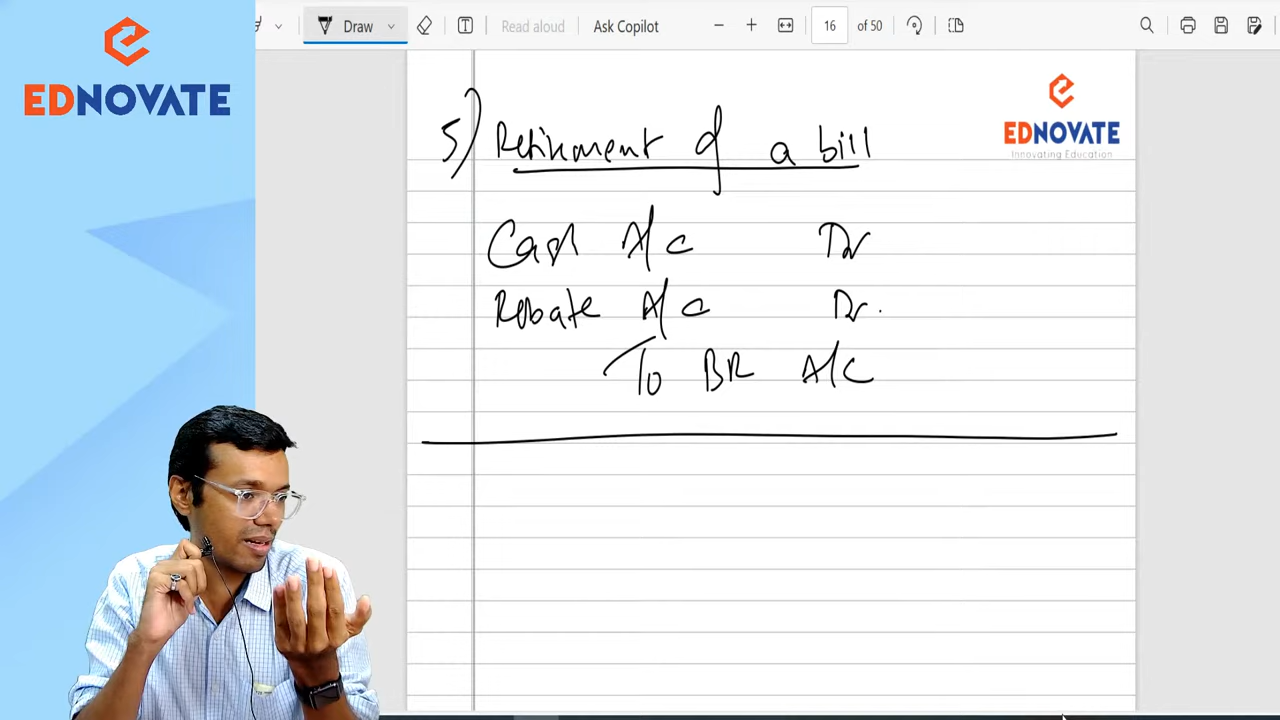 EDNOVATE
Draw
Read aloud
Ask Copilot
16 of 50
EDNOVATE
Innovating Education
5) Retirement of a bill
Cash A/C Dr
Rebate A/C Dr.
To BR A/C